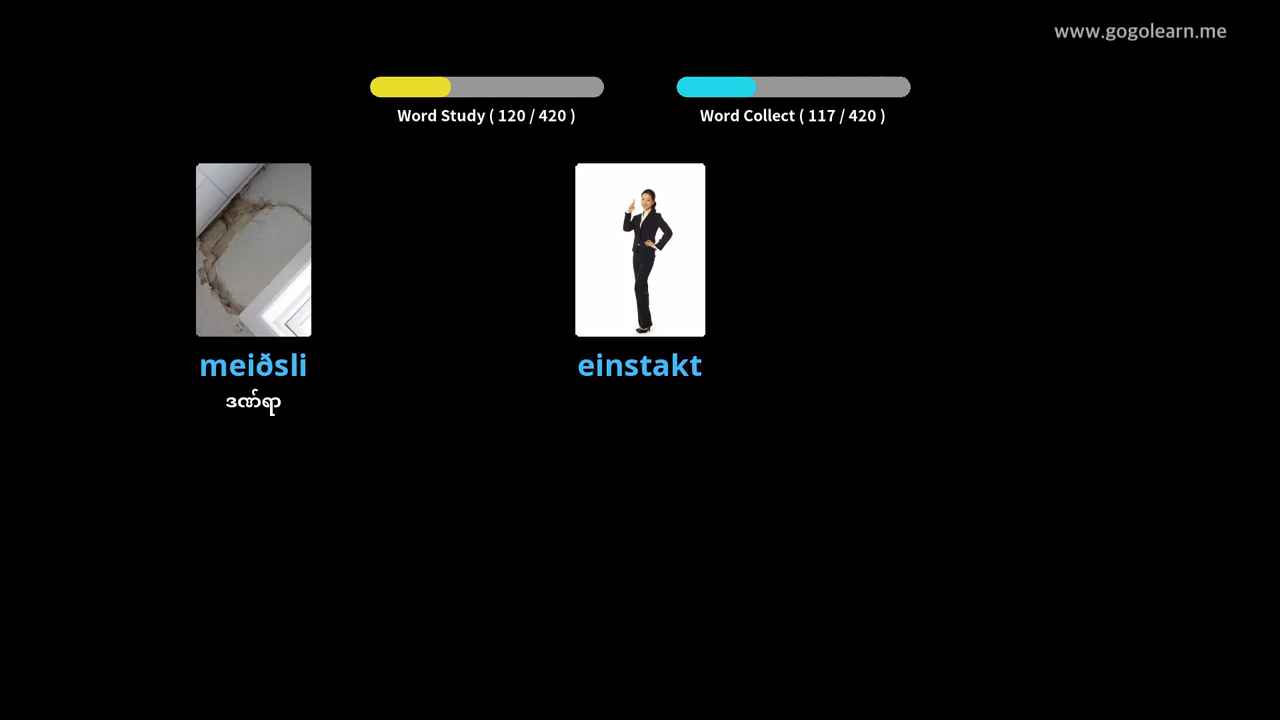 www.gogolearn.me
Word Study ( 120 / 420 )
Word Collect ( 117 / 420 )
meiðsli
einstakt
ဒဏ်ရာ